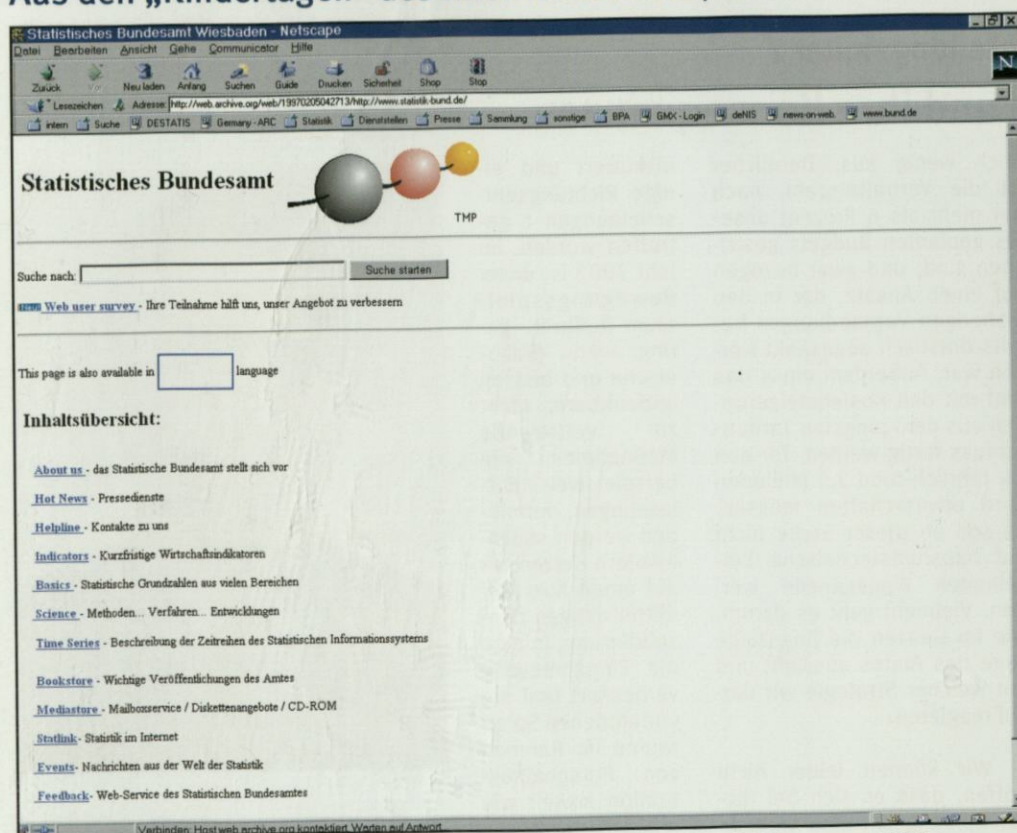 Statistisches Bundesamt Wiesbaden - Netscape
Datei Bearbeiten Ansicht Gehe Communicator Hilfe
Zurück Vor Neu laden Anfang Suchen Guide Drucken Sicherheit Shop Stop
N
Lesezeichen Adresse: http://web.archive.org/web/19970205042713/http://www.statistik-bund.de/
intern Suche DESTATIS Germany-ARC Statistik Dienststellen Presse Sammlung sonstige BPA GMX-Login deNIS news-on-web. www.bund.de
Statistisches Bundesamt
TMP
Suche nach: Suche starten
Web user survey - Ihre Teilnahme hilft uns, unser Angebot zu verbessern
This page is also available in language
Inhaltsübersicht:
About us - das Statistische Bundesamt stellt sich vor
Hot News - Pressedienste
Helpline - Kontakte zu uns
Indicators - Kurzfristige Wirtschaftsindikatoren
Basics - Statistische Grundzahlen aus vielen Bereichen
Science - Methoden... Verfahren... Entwicklungen
Time Series - Beschreibung der Zeitreihen des Statistischen Informationssystems
Bookstore - Wichtige Veröffentlichungen des Amtes
Mediastore - Mailboxservice / Diskettenangebote / CD-ROM
Statlink- Statistik im Internet
Events- Nachrichten aus der Welt der Statistik
Feedback- Web-Service des Statistischen Bundesamtes
Verbinden: Host web.archive.org kontaktiert. Warten auf Antwort...